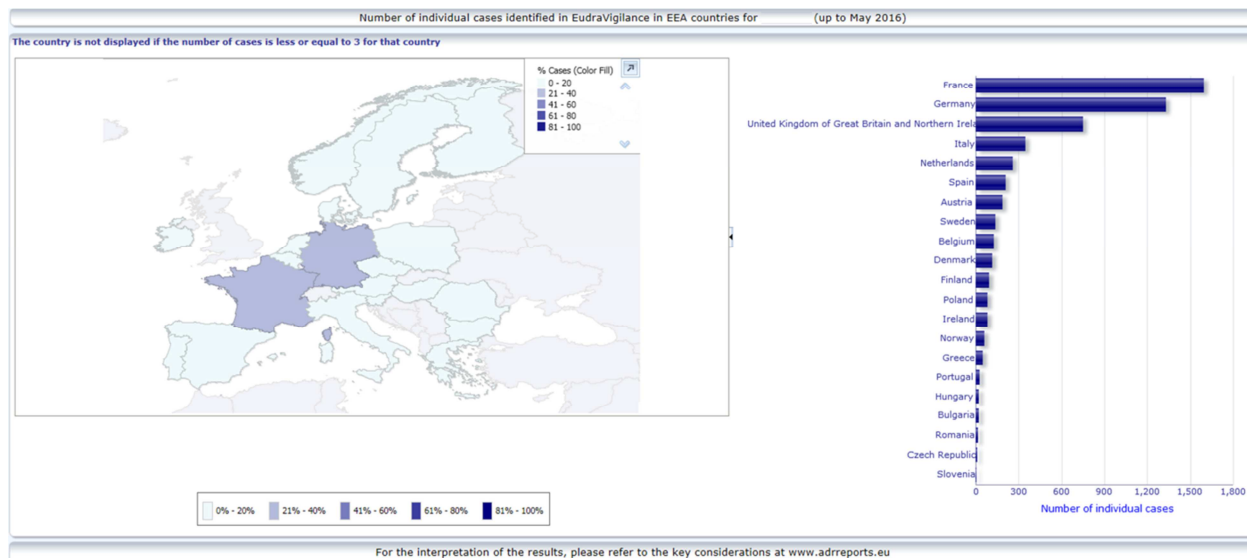 Number of individual cases identified in EudraVigilance in EEA countries for (up to May 2016)
The country is not displayed if the number of cases is less or equal to 3 for that country
% Cases (Color Fill)
0 - 20
21 - 40
41 - 60
61 - 80
81 - 100
France
Germany
United Kingdom of Great Britain and Northern Irela
Italy
Netherlands
Spain
Austria
Sweden
Belgium
Denmark
Finland
Poland
Ireland
Norway
Greece
Portugal
Hungary
Bulgaria
Romania
Czech Republic
Slovenia
0 300 600 900 1,200 1,500 1,800
Number of individual cases
0% - 20% 21% - 40% 41% - 60% 61% - 80% 81% - 100%
For the interpretation of the results, please refer to the key considerations at www.adrreports.eu